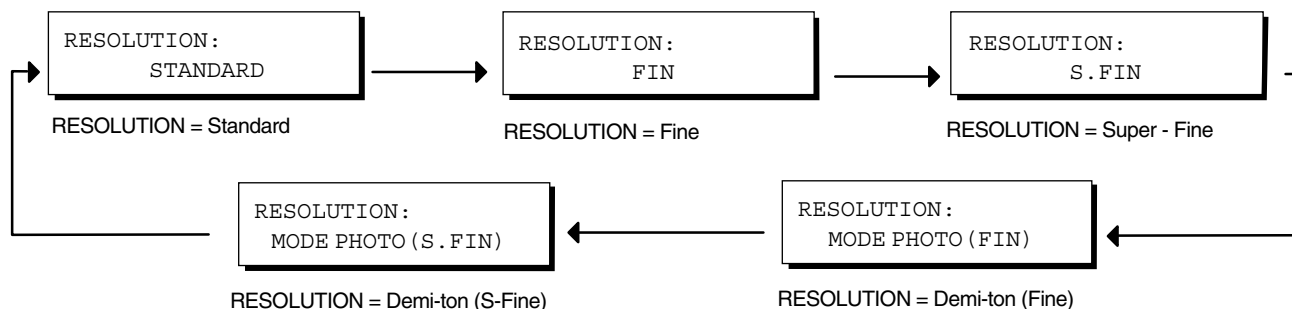 RESOLUTION:
STANDARD
RESOLUTION = Standard
RESOLUTION:
FIN
RESOLUTION = Fine
RESOLUTION:
S.FIN
RESOLUTION = Super - Fine
RESOLUTION:
MODE PHOTO(FIN)
RESOLUTION = Demi-ton (Fine)
RESOLUTION:
MODE PHOTO(S.FIN)
RESOLUTION = Demi-ton (S-Fine)